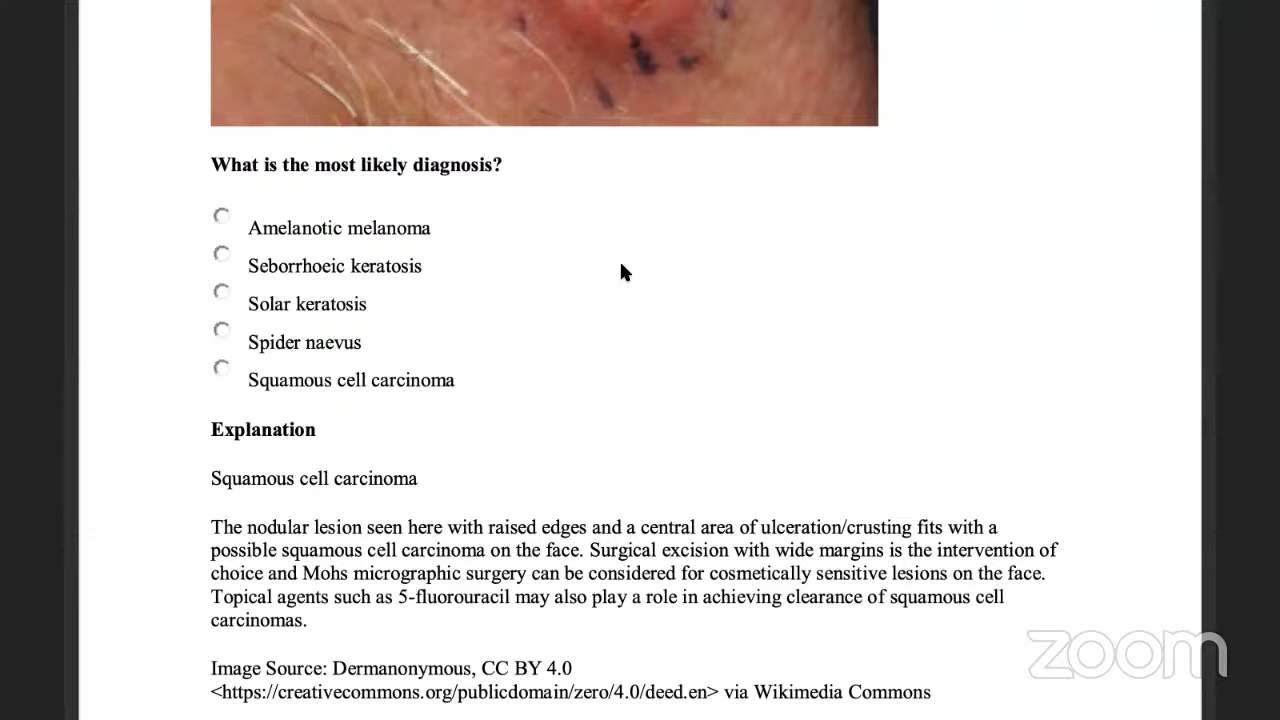 What is the most likely diagnosis?
Amelanotic melanoma
Seborrhoeic keratosis
Solar keratosis
Spider naevus
Squamous cell carcinoma
Explanation
Squamous cell carcinoma
The nodular lesion seen here with raised edges and a central area of ulceration/crusting fits with a
possible squamous cell carcinoma on the face. Surgical excision with wide margins is the intervention of
choice and Mohs micrographic surgery can be considered for cosmetically sensitive lesions on the face.
Topical agents such as 5-fluorouracil may also play a role in achieving clearance of squamous cell
carcinomas.
Image Source: Dermanonymous, CC BY 4.0
<https://creativecommons.org/publicdomain/zero/4.0/deed.en> via Wikimedia Commons
zoom